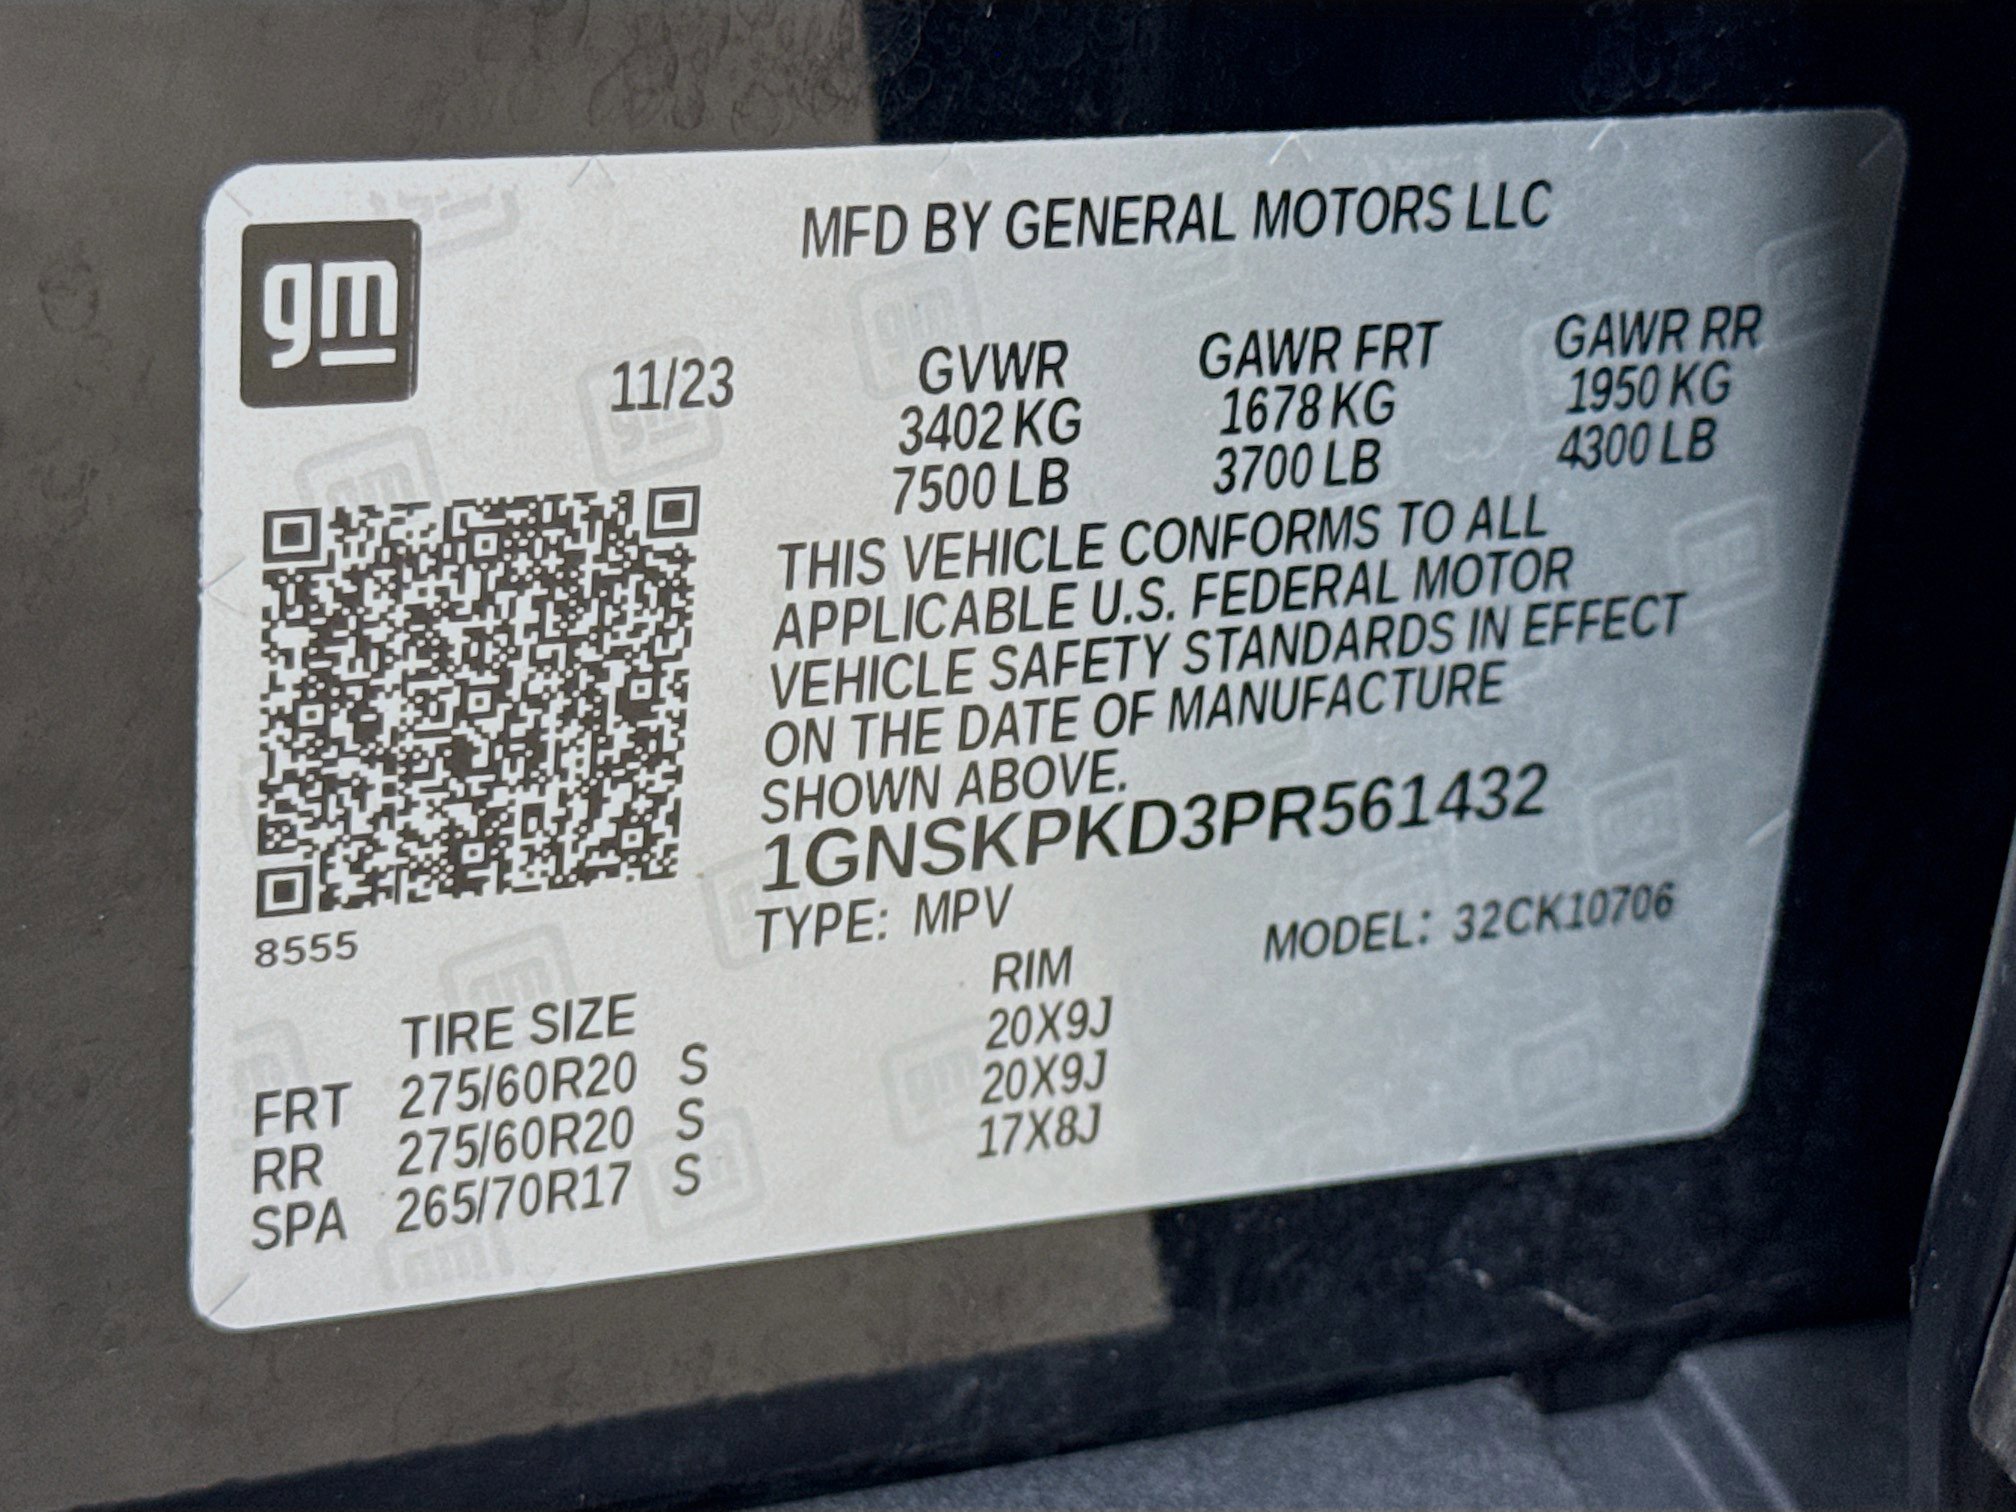 gm
MFD BY GENERAL MOTORS LLC
11/23
GVWR GAWR FRT GAWR RR
3402 KG 1678 KG 1950 KG
7500 LB 3700 LB 4300 LB
THIS VEHICLE CONFORMS TO ALL
APPLICABLE U.S. FEDERAL MOTOR
VEHICLE SAFETY STANDARDS IN EFFECT
ON THE DATE OF MANUFACTURE
SHOWN ABOVE.
1GNSKPKD3PR561432
TYPE: MPV MODEL: 32CK10706
8555
TIRE SIZE RIM
FRT 275/60R20 S 20X9J
RR 275/60R20 S 20X9J
SPA 265/70R17 S 17X8J